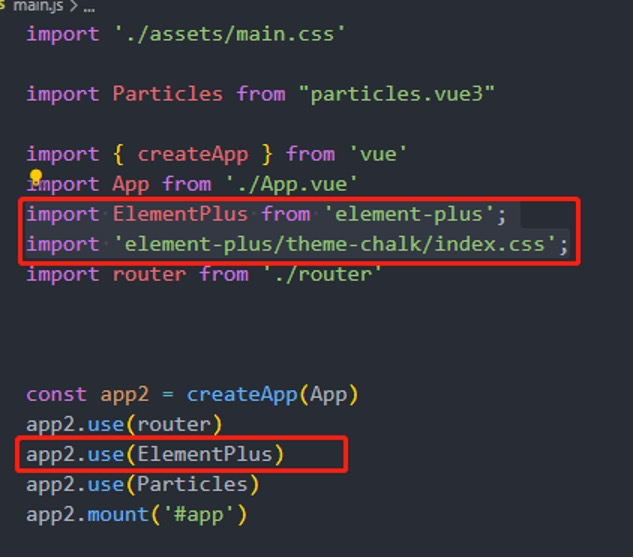 main.js > ...
import './assets/main.css'
import Particles from "particles.vue3"
import { createApp } from 'vue'
import App from './App.vue'
import ElementPlus from 'element-plus';
import 'element-plus/theme-chalk/index.css';
import router from './router'
const app2 = createApp(App)
app2.use(router)
app2.use(ElementPlus)
app2.use(Particles)
app2.mount('#app')